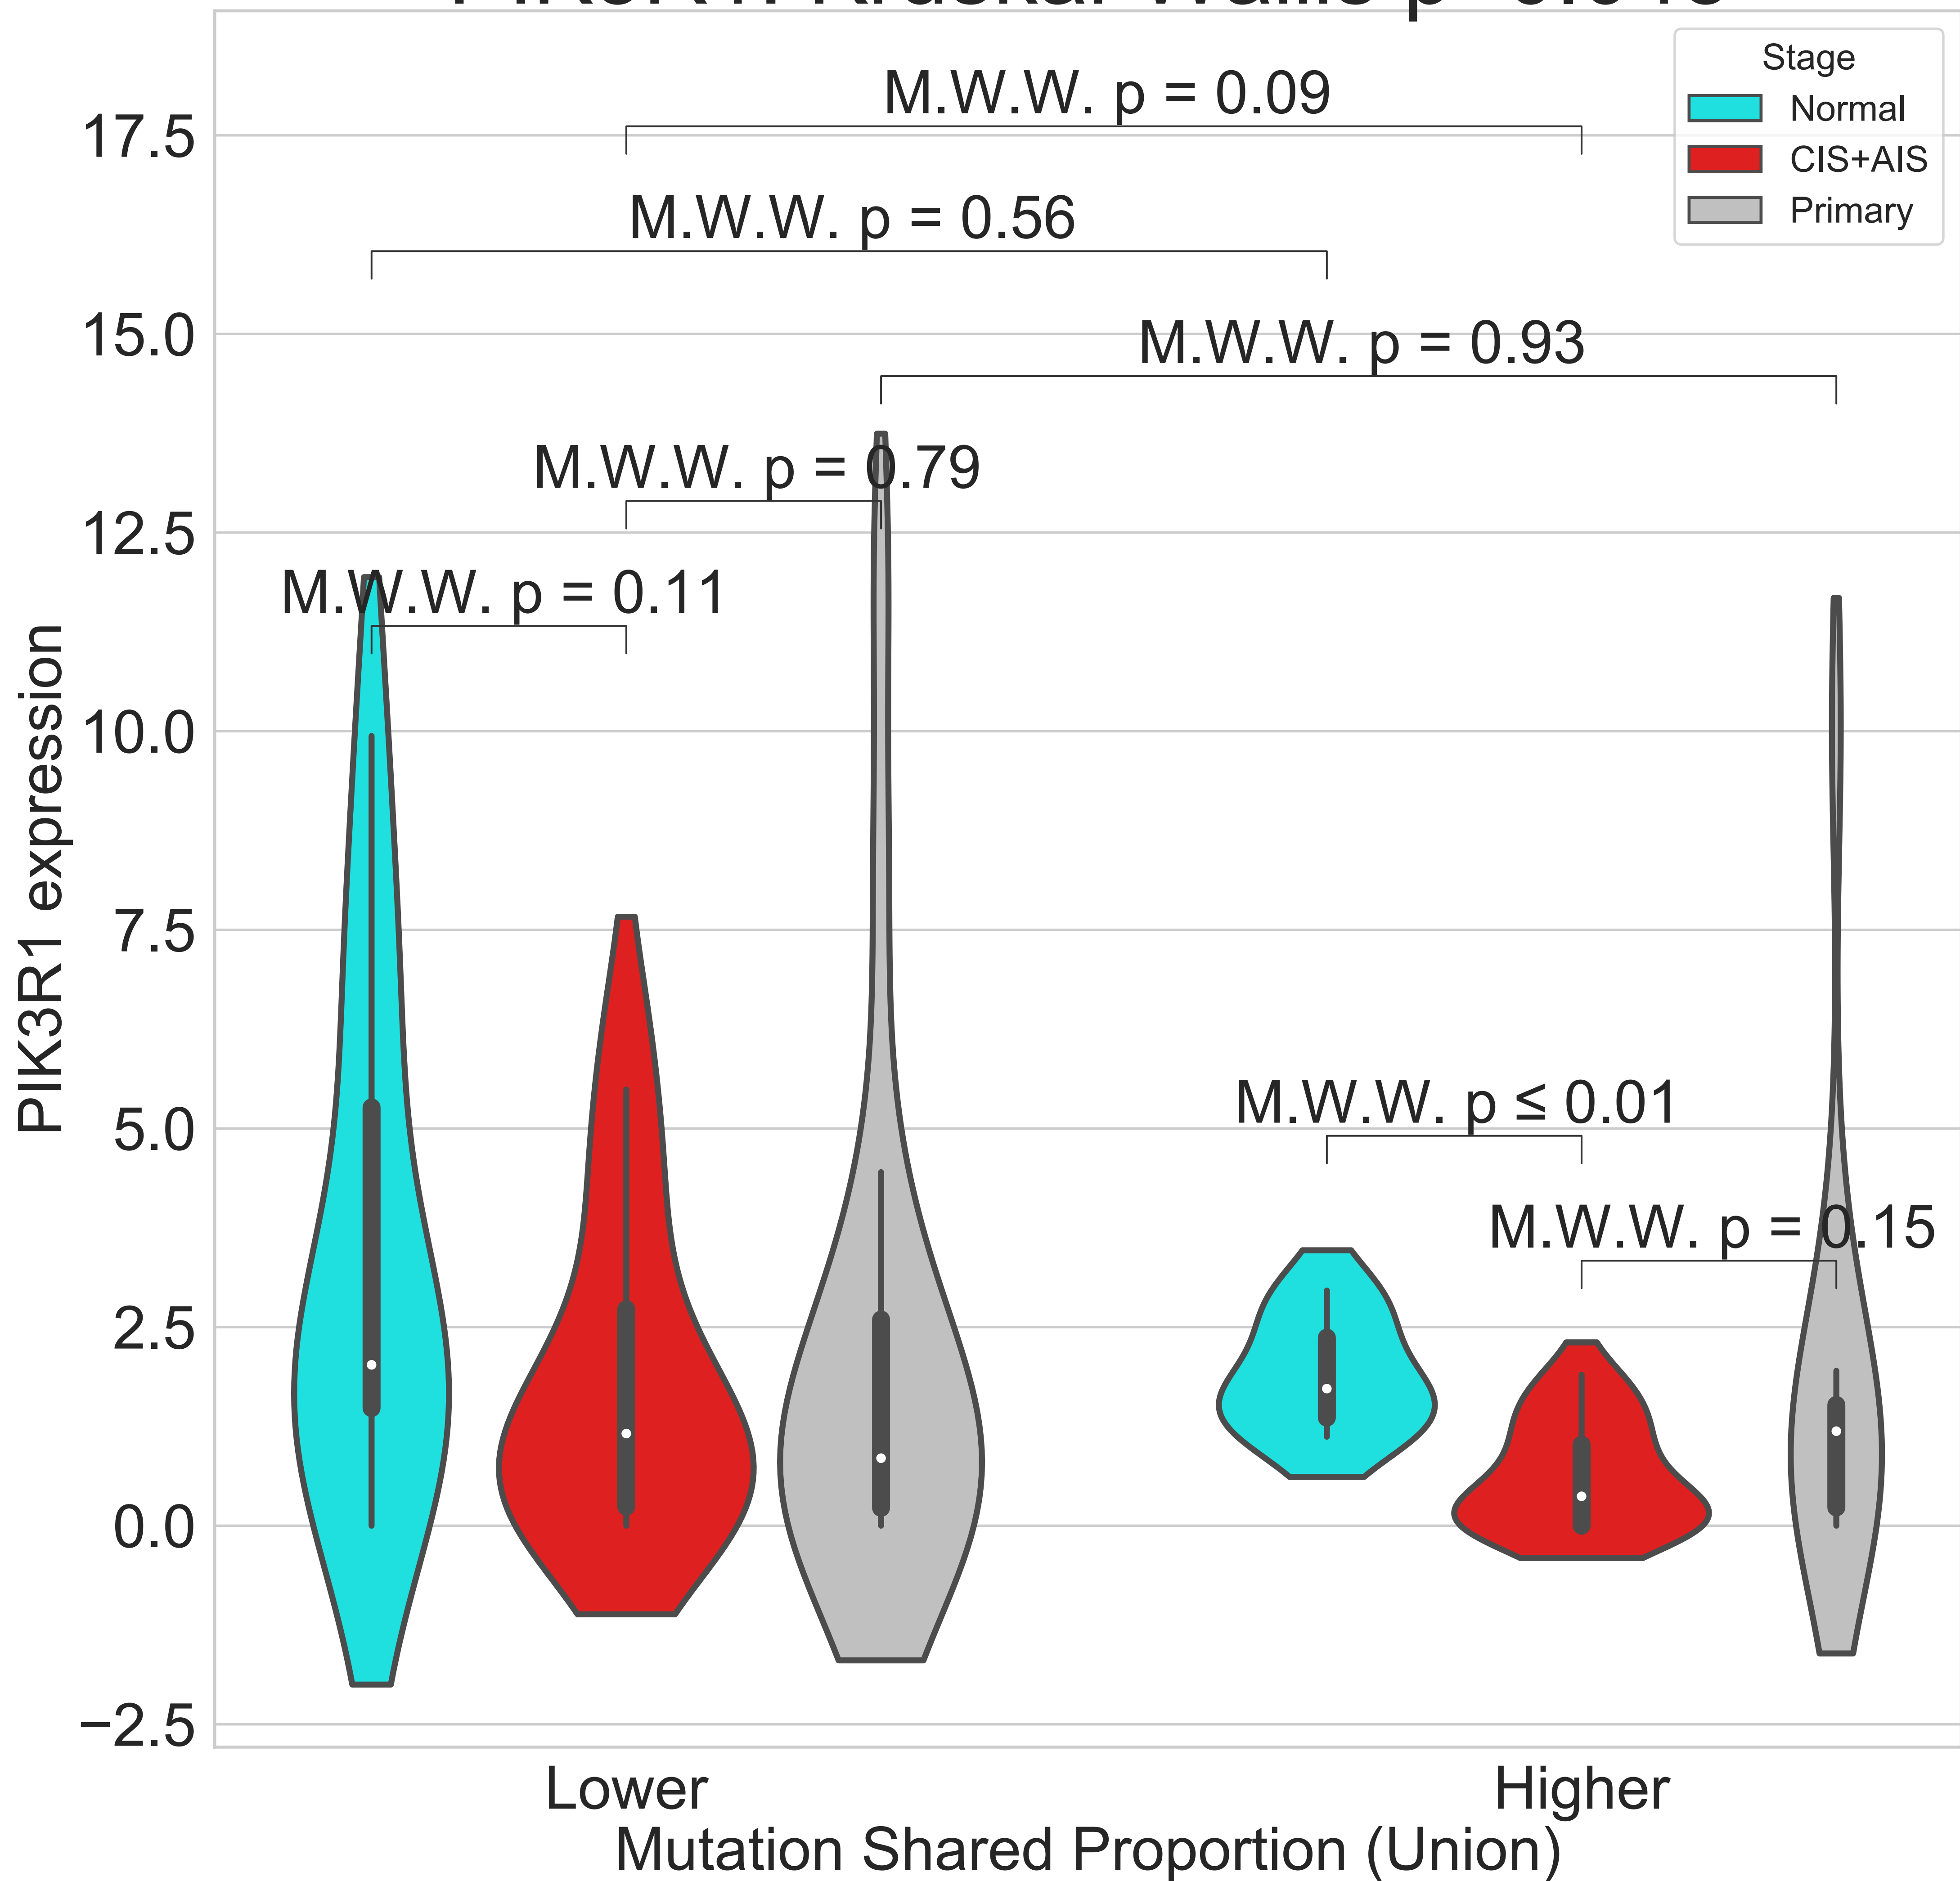 Stage
Normal
CIS+AIS
Primary
M.W.W. p = 0.09
M.W.W. p = 0.56
M.W.W. p = 0.93
M.W.W. p = 0.79
M.W.W. p = 0.11
M.W.W. p ≤ 0.01
M.W.W. p = 0.15
17.5
15.0
12.5
10.0
7.5
5.0
2.5
0.0
−2.5
PIK3R1 expression
Lower
Higher
Mutation Shared Proportion (Union)